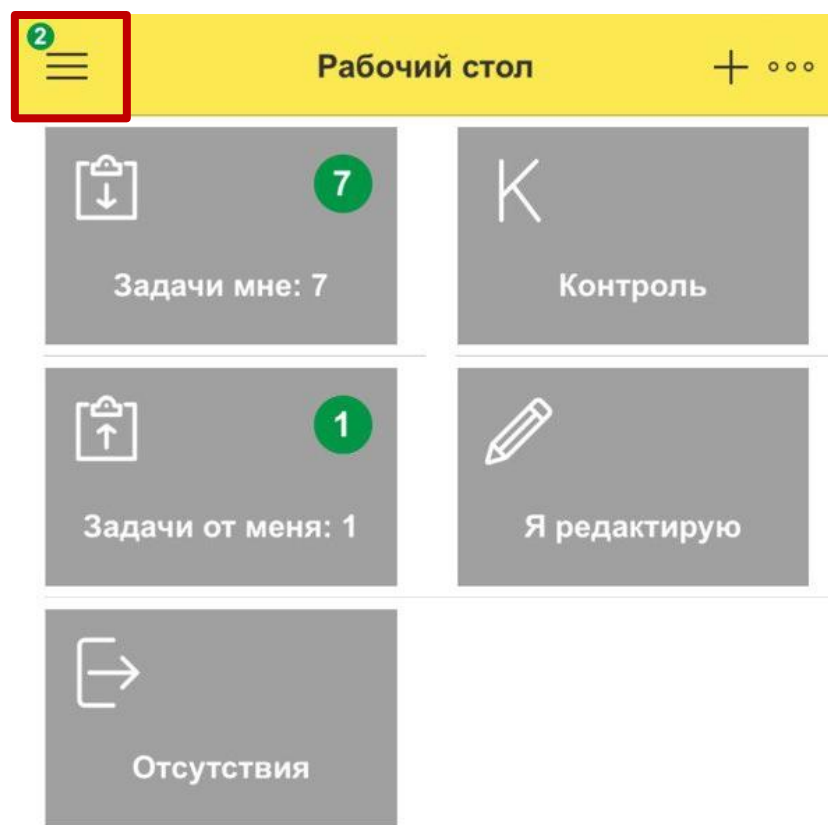 2
Рабочий стол
7
Задачи мне: 7
К
Контроль
1
Задачи от меня: 1
Я редактирую
Отсутствия